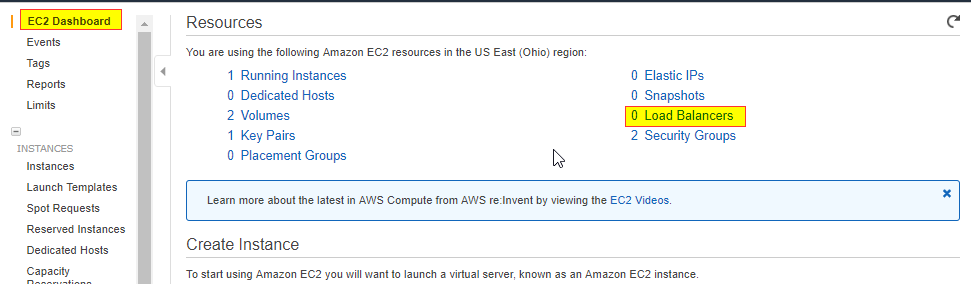 EC2 Dashboard
Events
Tags
Reports
Limits
INSTANCES
Instances
Launch Templates
Spot Requests
Reserved Instances
Dedicated Hosts
Capacity
Reservations
Resources
You are using the following Amazon EC2 resources in the US East (Ohio) region:
1 Running Instances
0 Dedicated Hosts
2 Volumes
1 Key Pairs
0 Placement Groups
0 Elastic IPs
0 Snapshots
0 Load Balancers
2 Security Groups
Learn more about the latest in AWS Compute from AWS re:Invent by viewing the EC2 Videos.
Create Instance
To start using Amazon EC2 you will want to launch a virtual server, known as an Amazon EC2 instance.